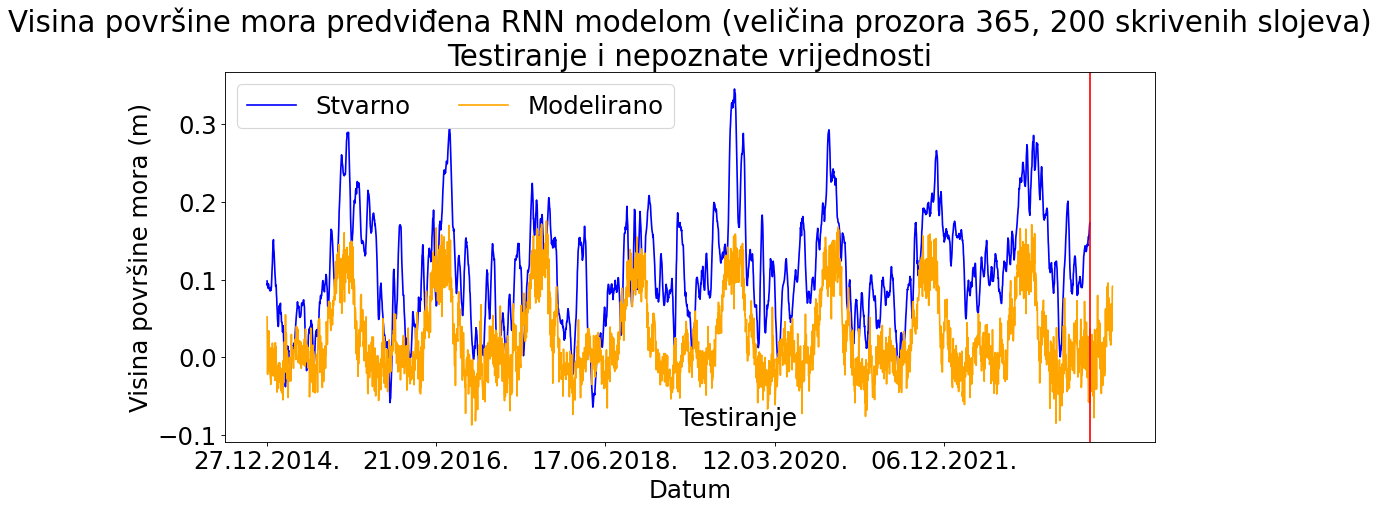 Visina površine mora predviđena RNN modelom (veličina prozora 365, 200 skrivenih slojeva)
Testiranje i nepoznate vrijednosti
Stvarno Modelirano
Visina površine mora (m)
0.3
0.2
0.1
0.0
−0.1
Testiranje
27.12.2014. 21.09.2016. 17.06.2018. 12.03.2020. 06.12.2021.
Datum